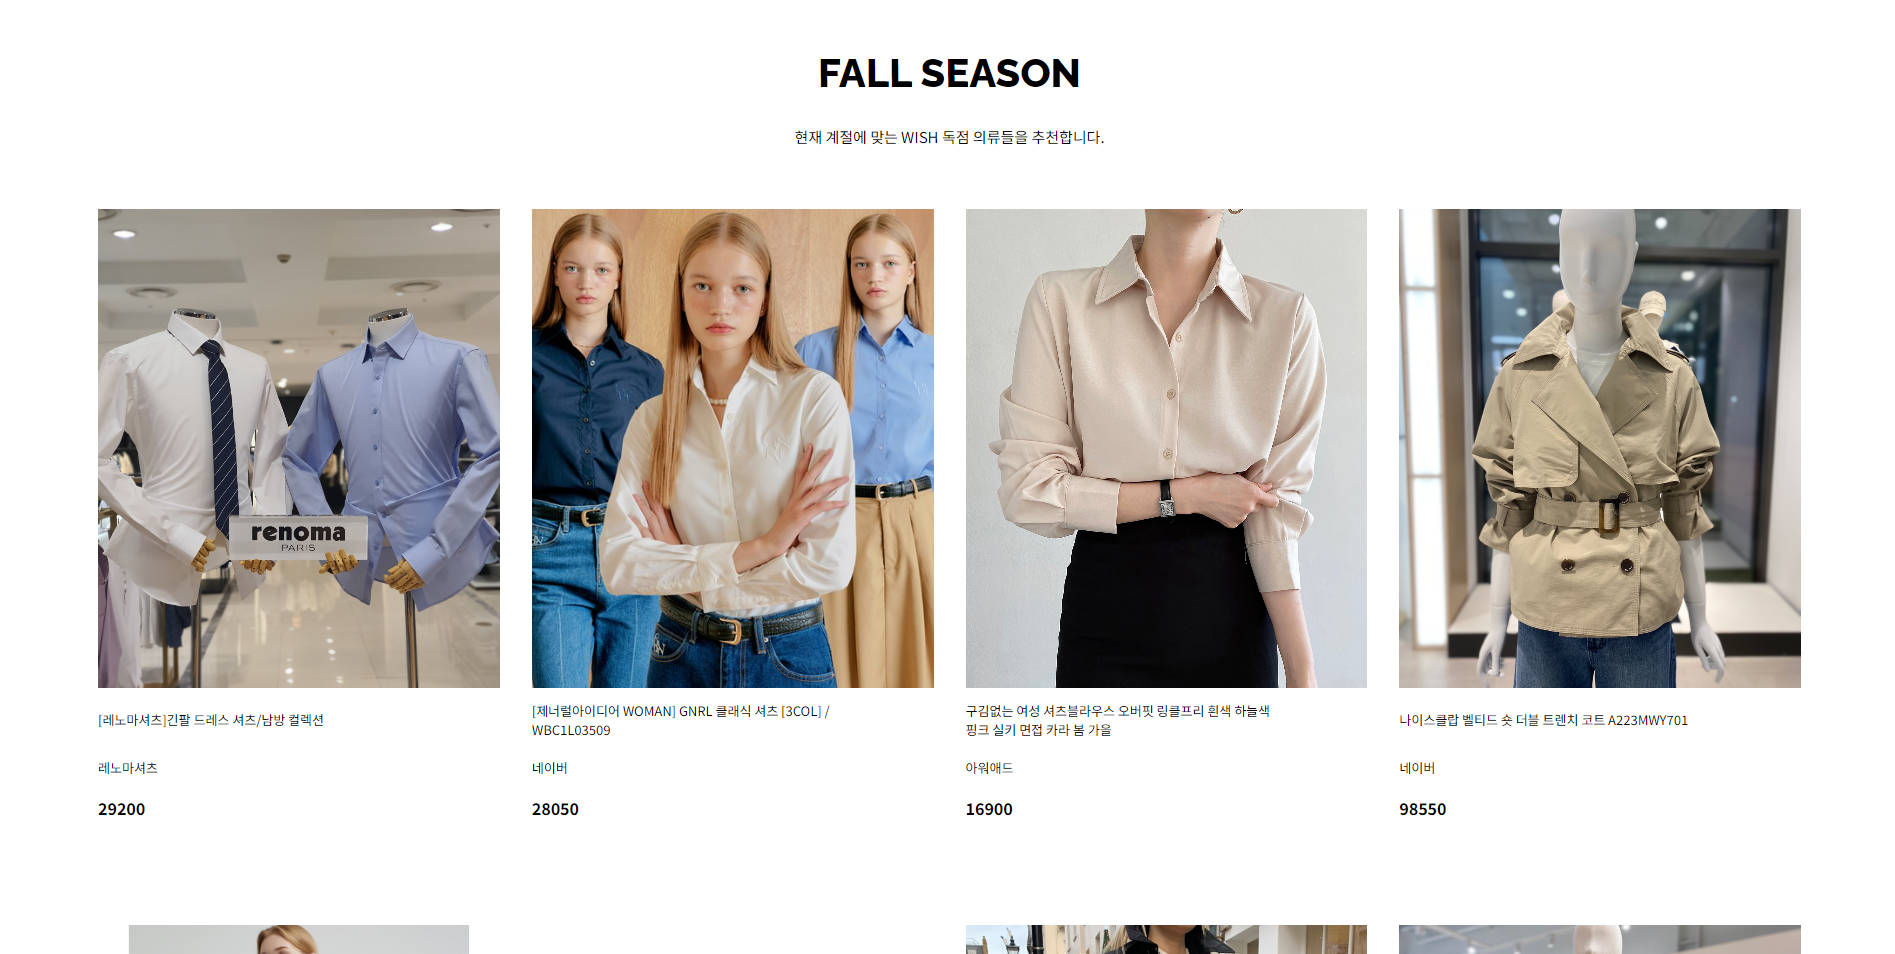 FALL SEASON
현재 계절에 맞는 WISH 독점 의류들을 추천합니다.
renoma
PARIS
[레노마셔츠]긴팔 드레스 셔츠/남방 컬렉션
레노마셔츠
29200
[제너럴아이디어 WOMAN] GNRL 클래식 셔츠 [3COL] /
WBC1L03509
네이버
28050
구김없는 여성 셔츠블라우스 오버핏 링클프리 흰색 하늘색
핑크 실키 면접 카라 봄 가을
아워애드
16900
나이스클랍 벨티드 숏 더블 트렌치 코트 A223MWY701
네이버
98550